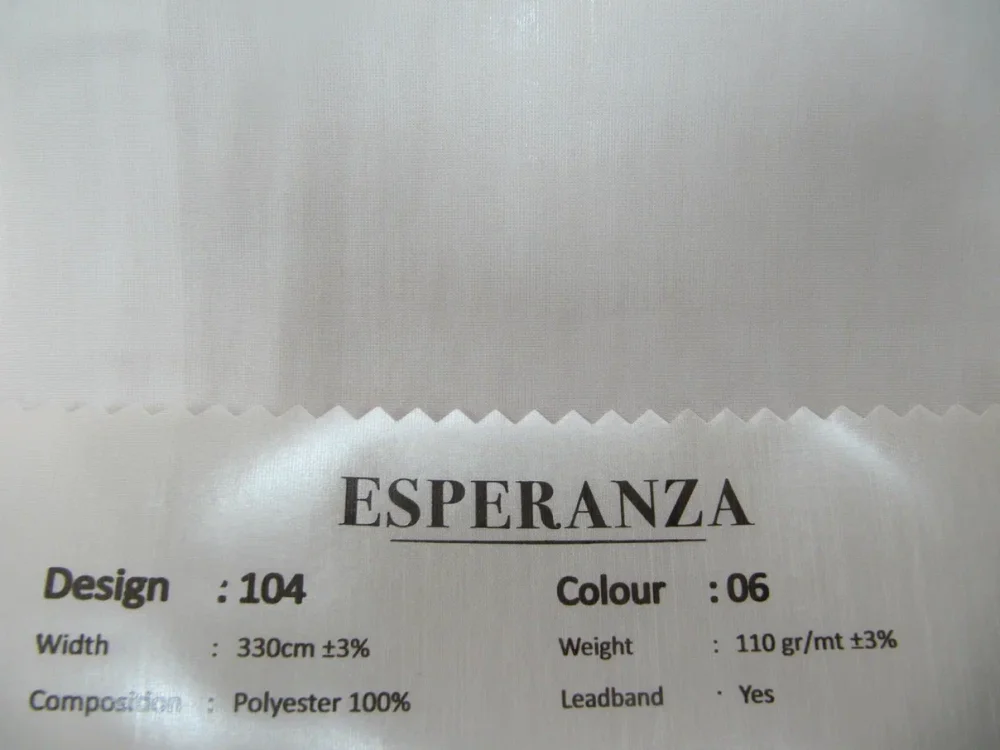 ESPERANZA
Design : 104 Colour : 06
Width : 330cm ±3% Weight : 110 gr/mt ±3%
Composition : Polyester 100% Leadband : Yes